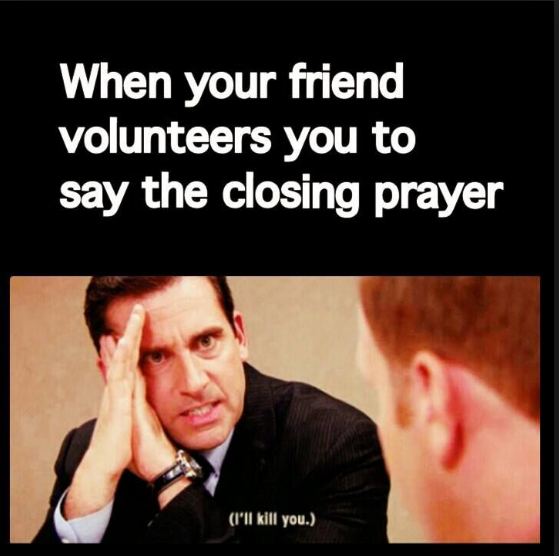 When your friend
volunteers you to
say the closing prayer
(I'll kill you.)